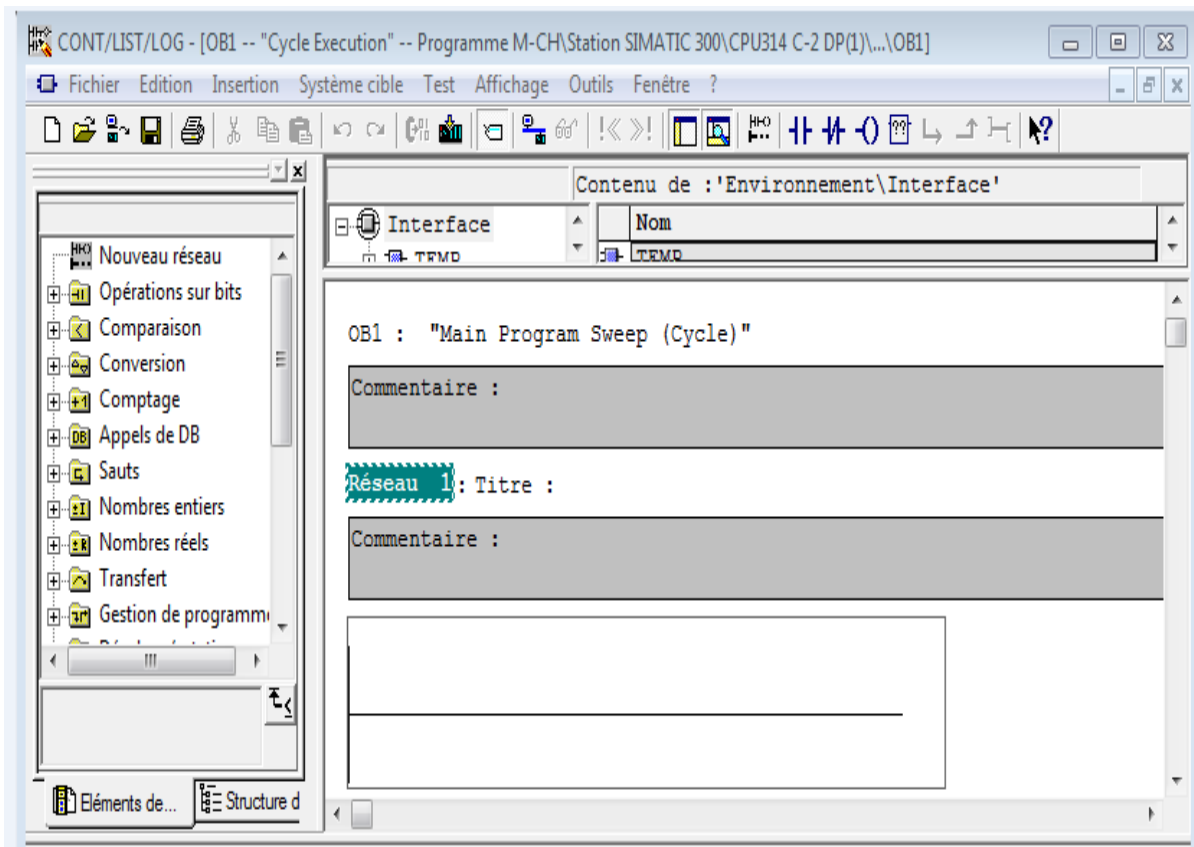 CONT/LIST/LOG - [OB1 -- "Cycle Execution" -- Programme M-CH\Station SIMATIC 300\CPU314 C-2 DP(1)\...\OB1]
Fichier Edition Insertion Système cible Test Affichage Outils Fenêtre ?
Contenu de :'Environnement\Interface'
Interface
TEMP
Nom
TEMP
Nouveau réseau
Opérations sur bits
Comparaison
Conversion
Comptage
Appels de DB
Sauts
Nombres entiers
Nombres réels
Transfert
Gestion de programme
Eléments de...
Structure d
OB1 : "Main Program Sweep (Cycle)"
Commentaire :
Réseau 1: Titre :
Commentaire :